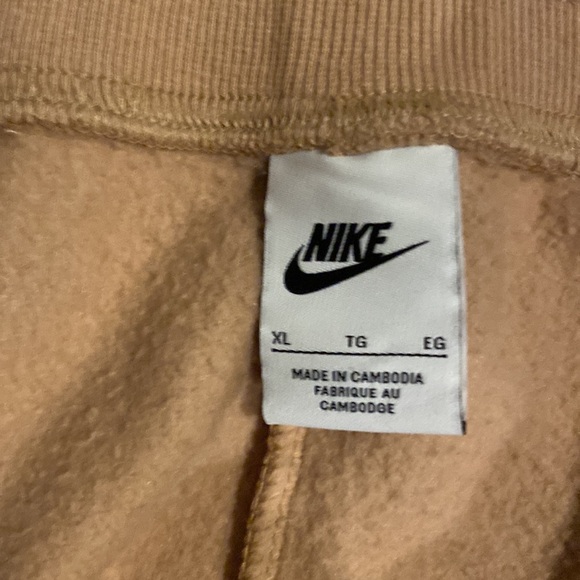 NIKE
XL TG EG
MADE IN CAMBODIA
FABRIQUE AU
CAMBODGE